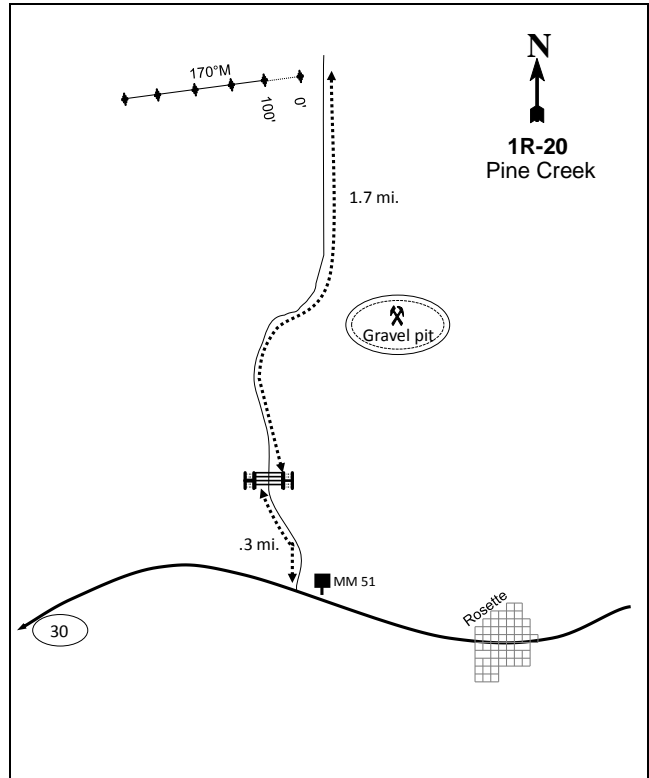 N
1R-20
Pine Creek
170°M
100'
0'
1.7 mi.
Gravel pit
.3 mi.
MM 51
Rosette
30